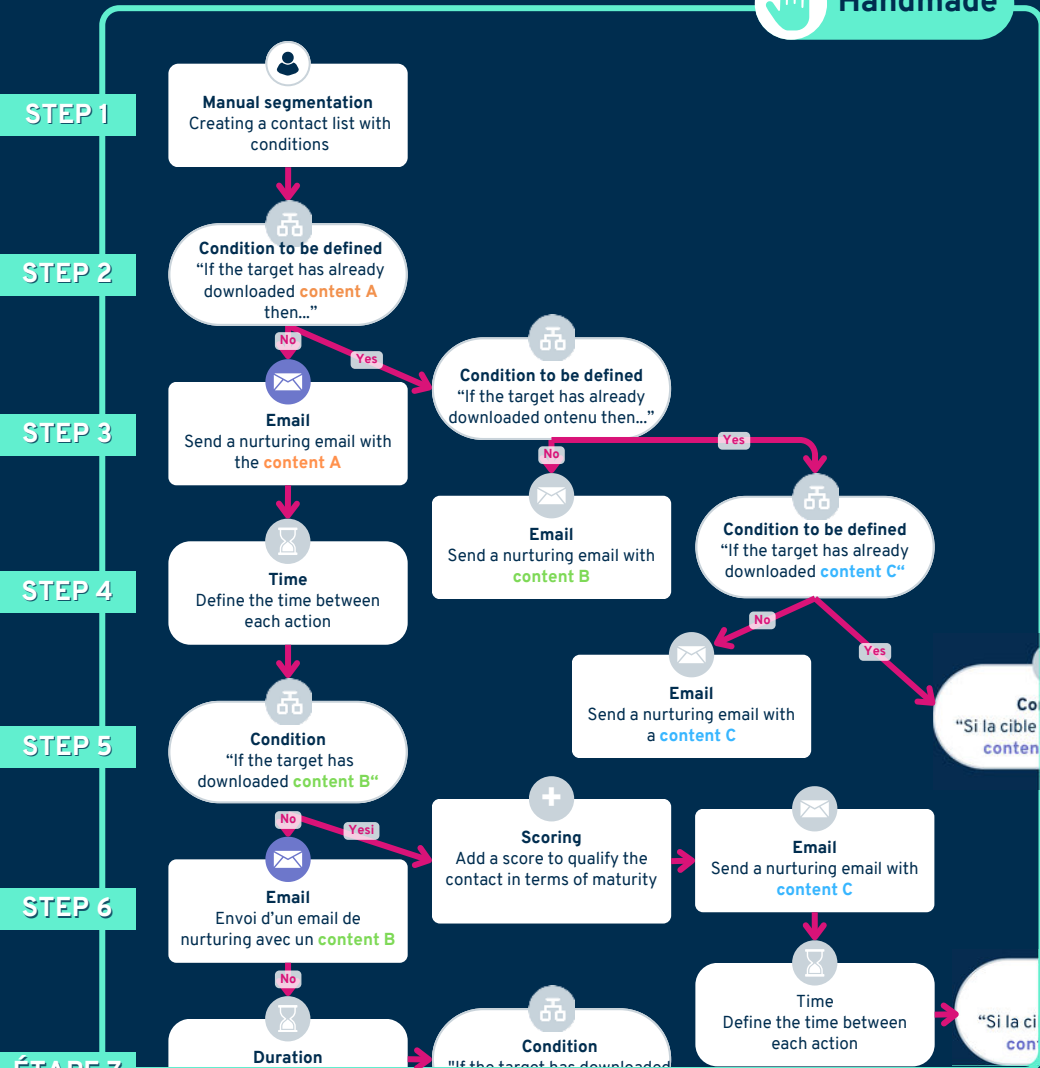 Handmade
STEP 1
Manual segmentation
Creating a contact list with
conditions
STEP 2
Condition to be defined
“If the target has already
downloaded content A
then...”
No
Yes
Condition to be defined
“If the target has already
downloaded ontenu then...”
STEP 3
Email
Send a nurturing email with
the content A
No
Yes
Email
Send a nurturing email with
content B
Condition to be defined
“If the target has already
downloaded content C“
STEP 4
Time
Define the time between
each action
No
Yes
Email
Send a nurturing email with
a content C
“Si la cible
STEP 5
Condition
“If the target has
downloaded content B“
No
Yesi
Scoring
Add a score to qualify the
contact in terms of maturity
Email
Send a nurturing email with
content C
STEP 6
Email
Envoi d’un email de
nurturing avec un content B
No
Time
Define the time between
each action
“Si la
ÉTAPE 7
Duration
Condition
"If the target has downloaded